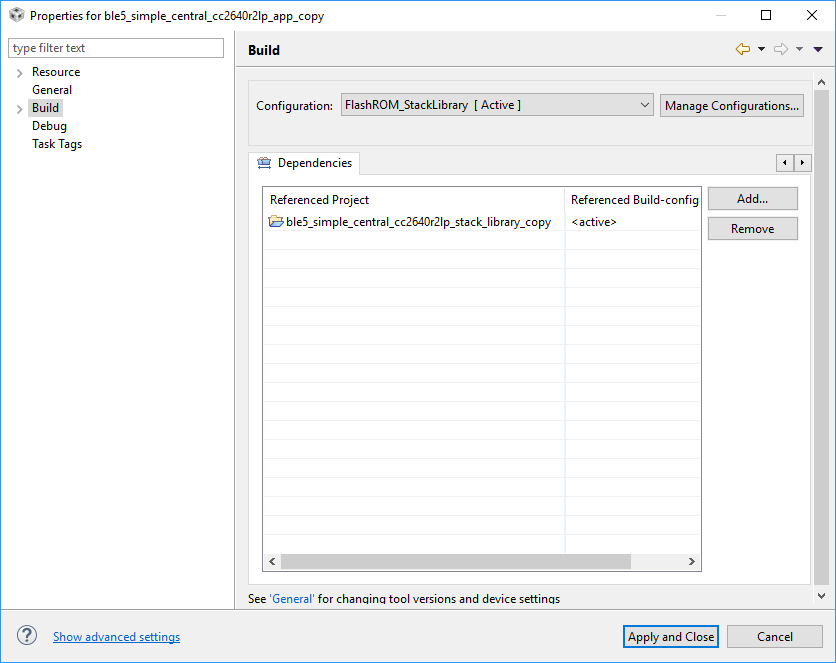 Properties for ble5_simple_central_cc2640r2lp_app_copy
type filter text
Resource
General
Build
Debug
Task Tags
Build
Configuration: FlashROM_StackLibrary [ Active ] Manage Configurations...
Dependencies
Referenced Project Referenced Build-config
ble5_simple_central_cc2640r2lp_stack_library_copy <active>
Add...
Remove
See 'General' for changing tool versions and device settings
? Show advanced settings
Apply and Close Cancel